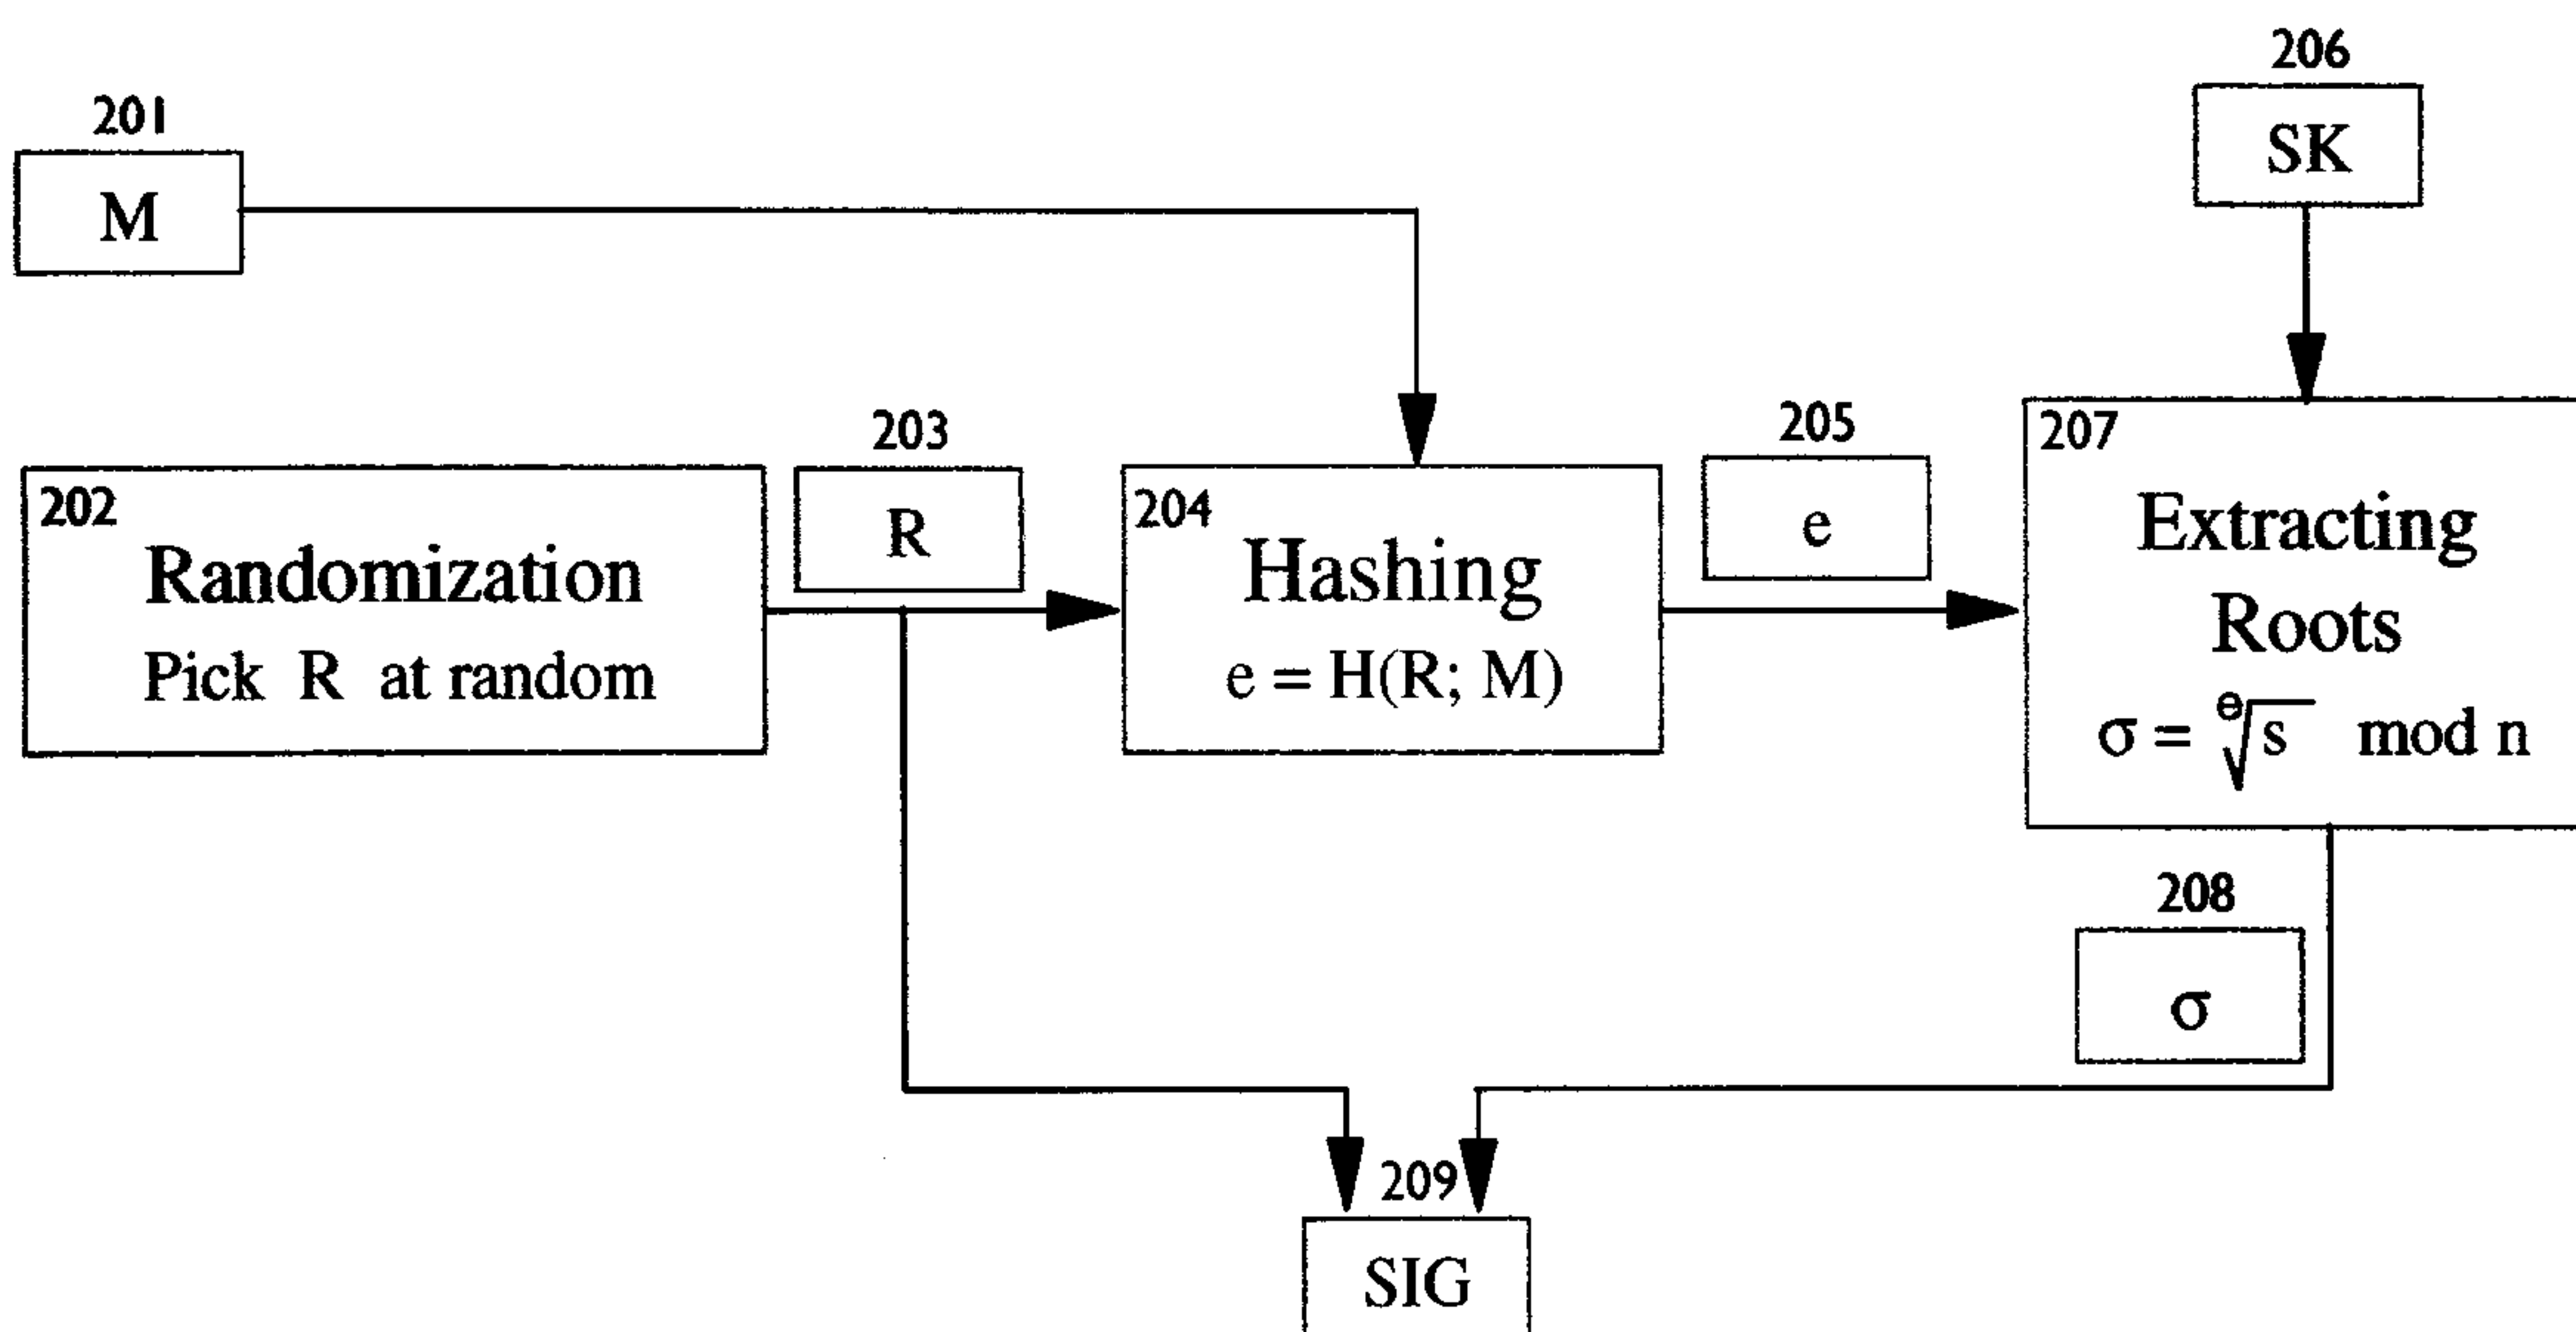 206
SK
201
M
203
R
205
e
202
Randomization
Pick R at random
204
Hashing
e = H(R; M)
207
Extracting
Roots
σ = e√s mod n
208
σ
209
SIG